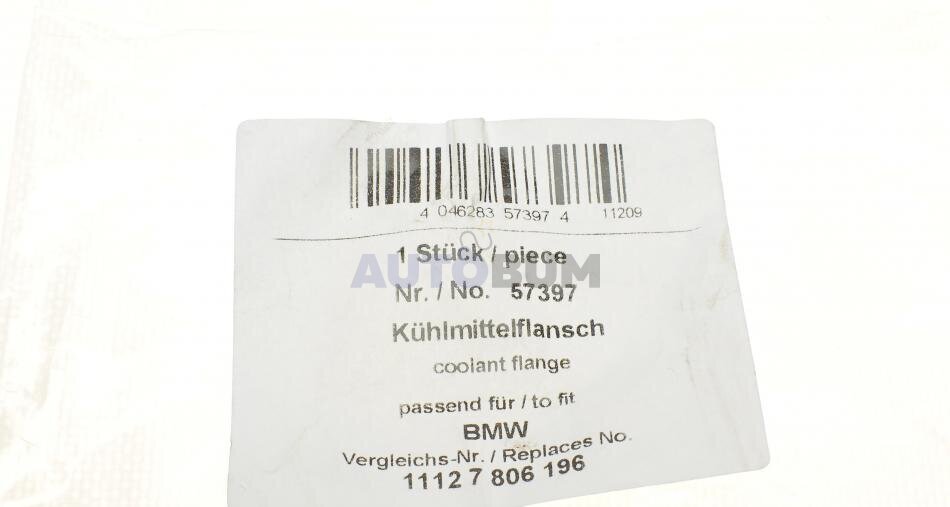 4 046283 57397 4 11209
1 Stück / piece
AUTOBUM
Nr. / No. 57397
Kühlmittelflansch
coolant flange
passend für / to fit
BMW
Vergleichs-Nr. / Replaces No.
1112 7 806 196